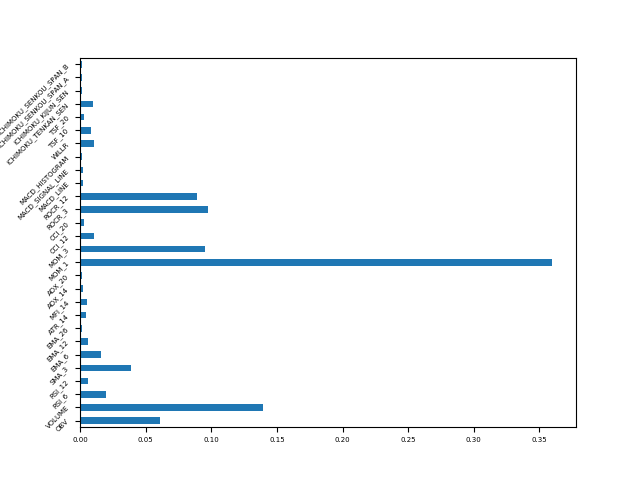 ICHIMOKU_SENKOU_SPAN_B
ICHIMOKU_SENKOU_SPAN_A
ICHIMOKU_KIJUN_SEN
ICHIMOKU_TENKAN_SEN
TSF_20
TSF_10
WILLR
MACD_HISTOGRAM
MACD_SIGNAL_LINE
MACD_LINE
ROCR_12
ROCR_3
CCI_20
CCI_12
MOM_3
MOM_1
ADX_20
ADX_14
MFI_14
ATR_14
EMA_26
EMA_12
EMA_6
SMA_3
RSI_12
RSI_6
VOLUME
OBV
0.00 0.05 0.10 0.15 0.20 0.25 0.30 0.35